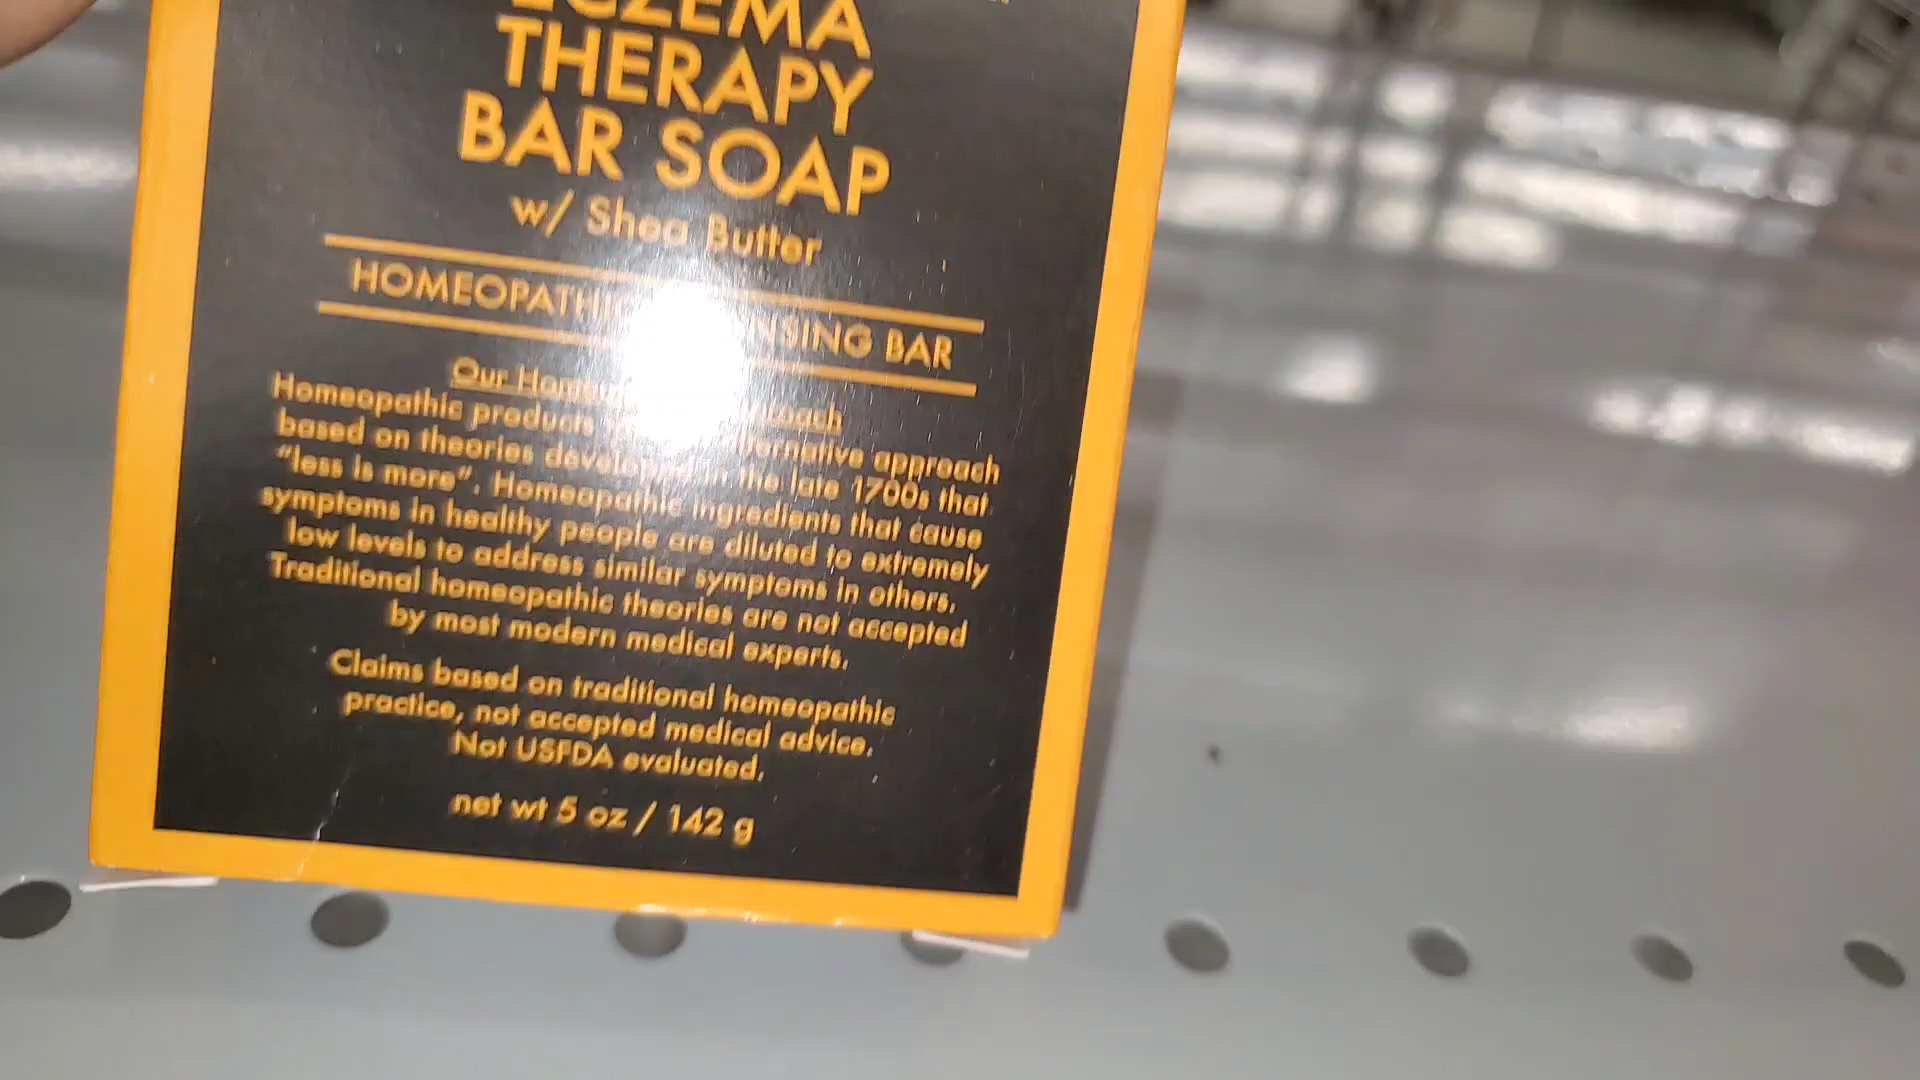 ECZEMA
THERAPY
BAR SOAP
w/ Shea Butter
HOMEOPATHIC BAR
Our
Homeopathic products alternative approach
based on theories developed in the late 1700s that
"less is more". Homeopathic ingredients that cause
symptoms in healthy people are diluted to extremely
low levels to address similar symptoms in others.
Traditional homeopathic theories are not accepted
by most modern medical experts.
Claims based on traditional homeopathic
practice, not accepted medical advice.
Not USFDA evaluated.
net wt 5 oz / 142 g